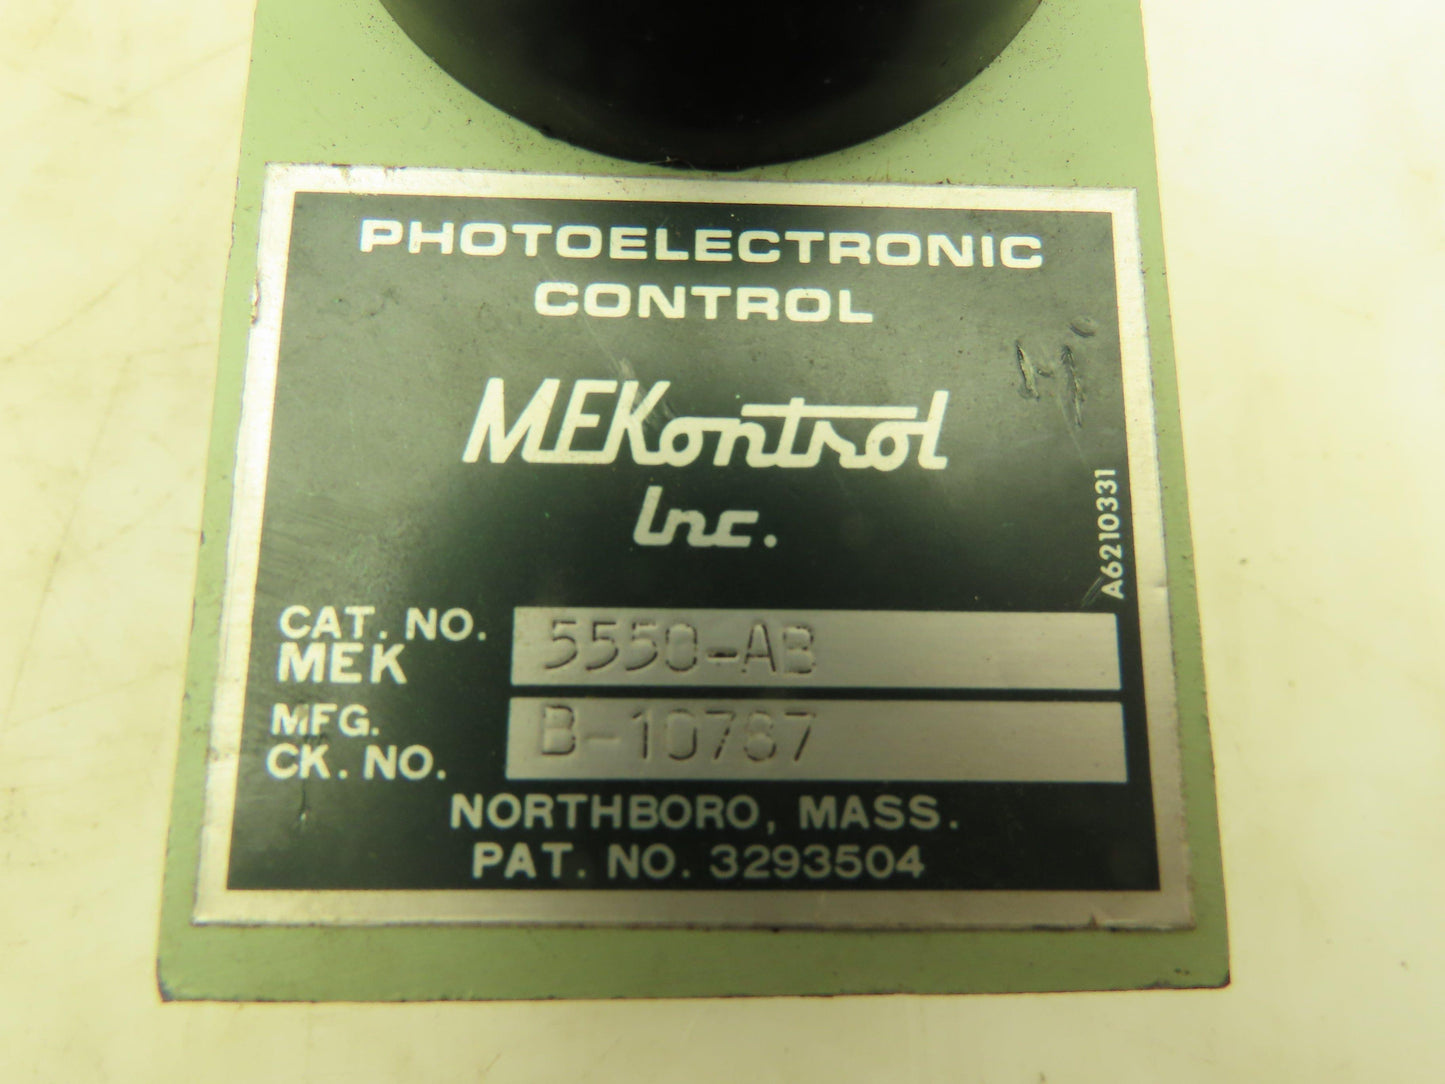 PHOTOELECTRONIC
CONTROL
MEKontrol
Inc.
A6210331
CAT. NO.
MEK 5550-AB
MFG.
CK. NO. B-10787
NORTHBORO, MASS.
PAT. NO. 3293504